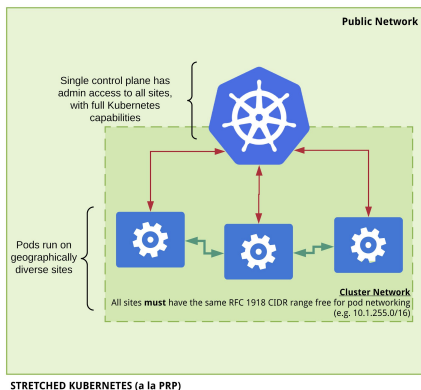 Public Network
Single control plane has
admin access to all sites,
with full Kubernetes
capabilities
Pods run on
geographically
diverse sites
Cluster Network
All sites must have the same RFC 1918 CIDR range free for pod networking
(e.g. 10.1.255.0/16)
STRETCHED KUBERNETES (a la PRP)